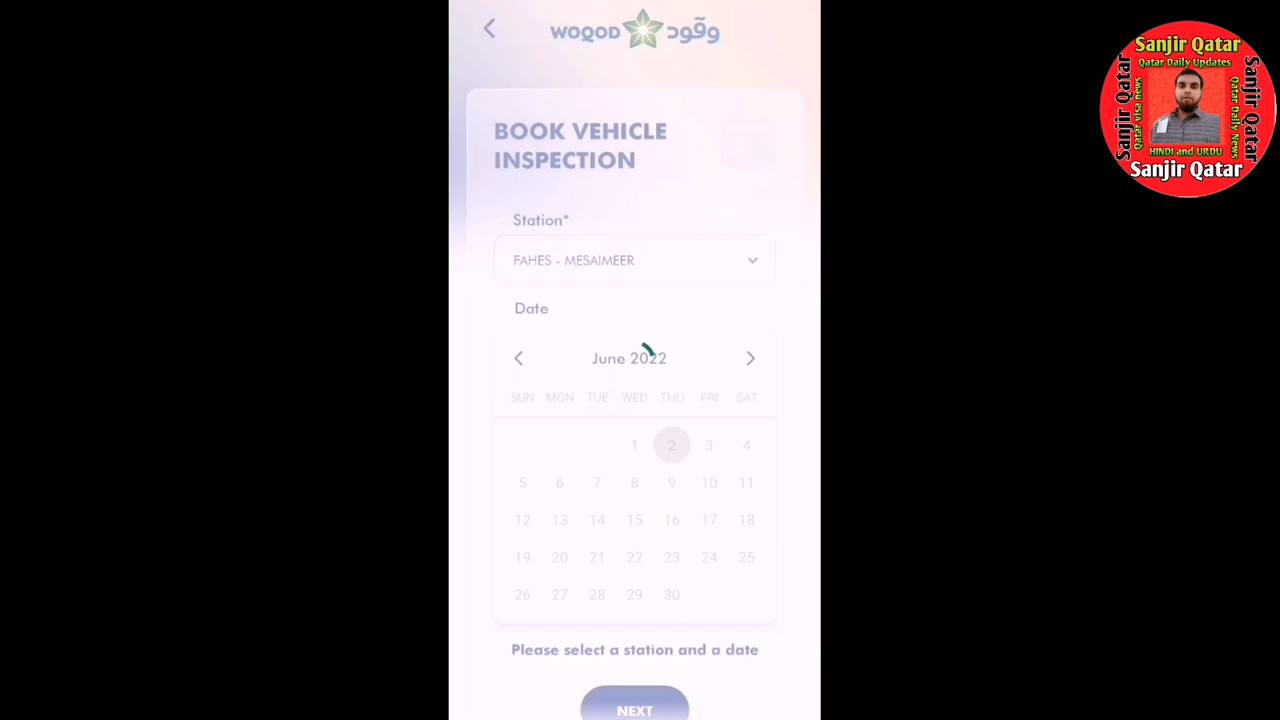 WOQOD وقود
BOOK VEHICLE
INSPECTION
Station*
FAHES - MESAIMEER
Date
June 2022
SUN MON TUE WED THU FRI SAT
1 2 3 4
5 6 7 8 9 10 11
12 13 14 15 16 17 18
19 20 21 22 23 24 25
26 27 28 29 30
Please select a station and a date
NEXT
Sanjir Qatar
Qatar Daily Updates
Sanjir Qatar
Qatar visa news
Qatar Daily News
Sanjir Qatar
HINDI and URDU
Sanjir Qatar